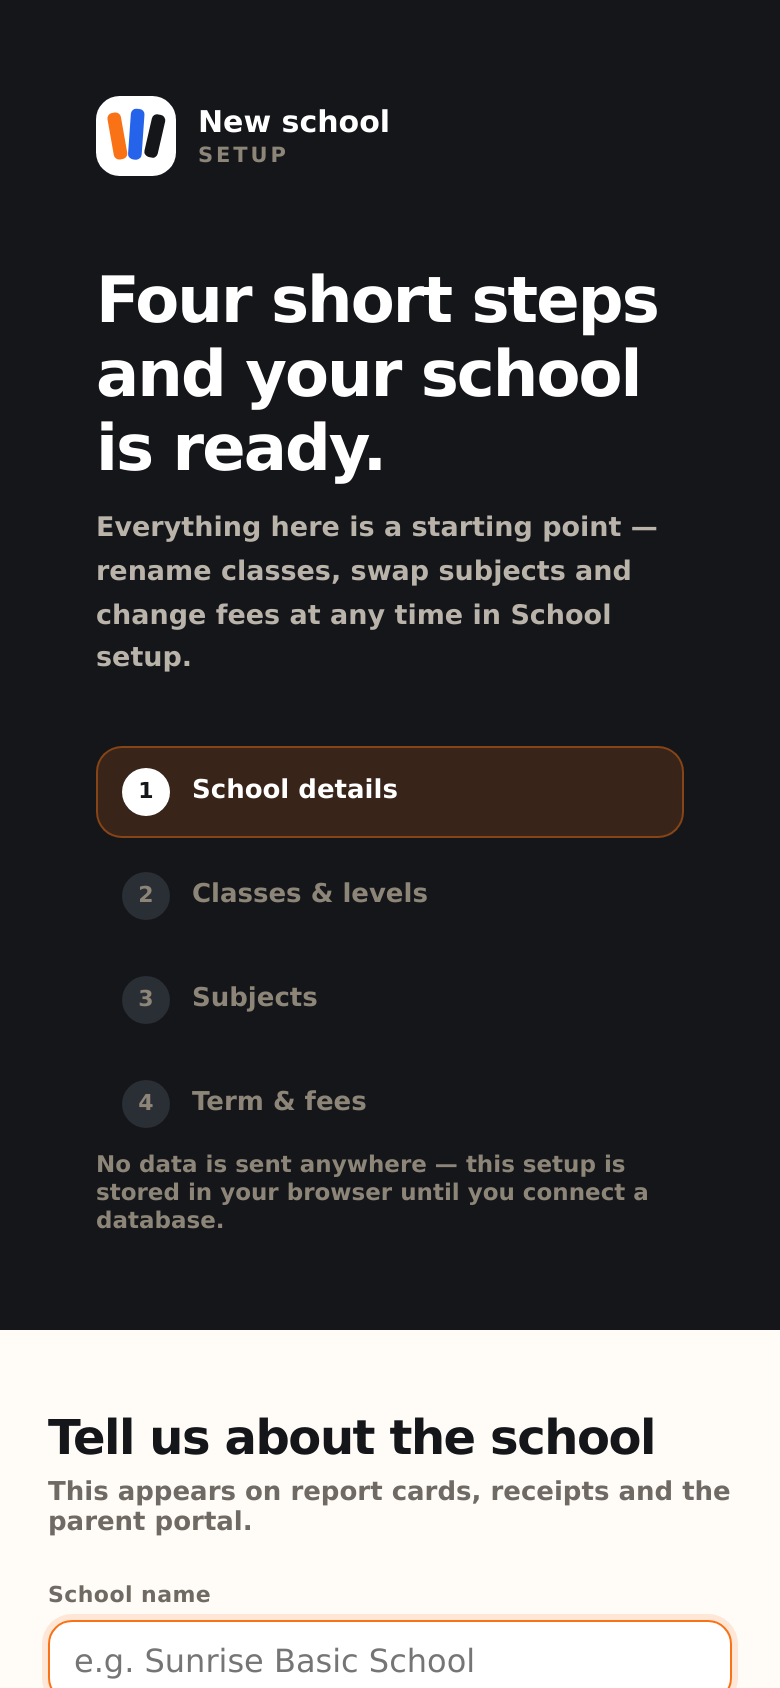 New school
SETUP
Four short steps
and your school
is ready.
Everything here is a starting point —
rename classes, swap subjects and
change fees at any time in School
setup.
1 School details
2 Classes & levels
3 Subjects
4 Term & fees
No data is sent anywhere — this setup is
stored in your browser until you connect a
database.
Tell us about the school
This appears on report cards, receipts and the
parent portal.
School name
e.g. Sunrise Basic School